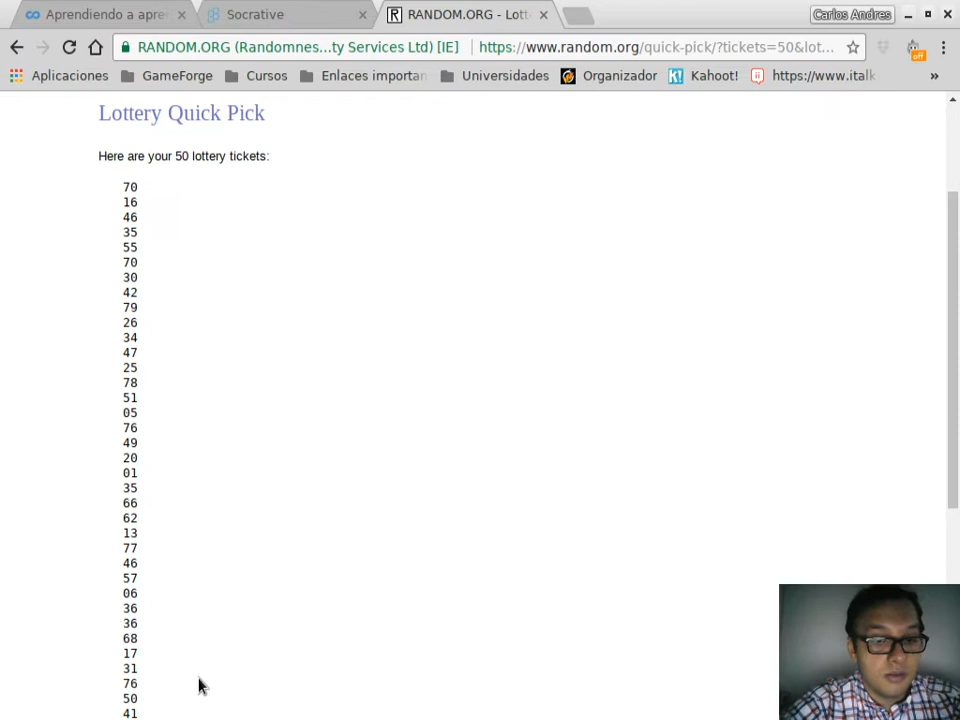 Aprendiendo a apre
Socrative
RANDOM.ORG - Lott
Carlos Andres
RANDOM.ORG (Randomnes...ty Services Ltd) [IE]
https://www.random.org/quick-pick/?tickets=50&lot...
off
Aplicaciones
GameForge
Cursos
Enlaces importan
Universidades
Organizador
Kahoot!
https://www.italk
»
Lottery Quick Pick
Here are your 50 lottery tickets:
70
16
46
35
55
70
30
42
79
26
34
47
25
78
51
05
76
49
20
01
35
66
62
13
77
46
57
06
36
36
68
17
31
76
50
41